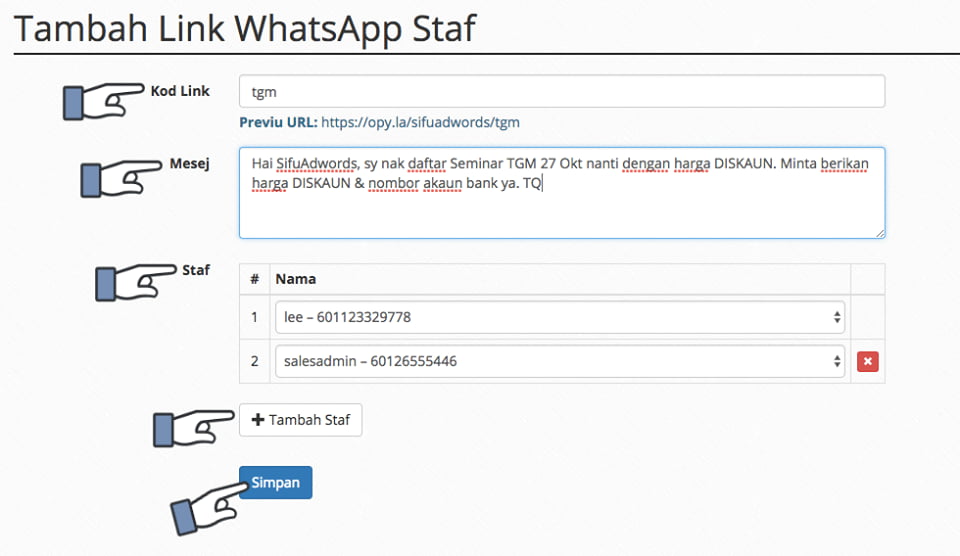 Tambah Link WhatsApp Staf
Kod Link
tgm
Previu URL: https://opy.la/sifuadwords/tgm
Mesej
Hai SifuAdwords, sy nak daftar Seminar TGM 27 Okt nanti dengan harga DISKAUN. Minta berikan
harga DISKAUN & nombor akaun bank ya. TQ
Staf
# Nama
1 lee – 601123329778
2 salesadmin – 60126555446
+ Tambah Staf
Simpan